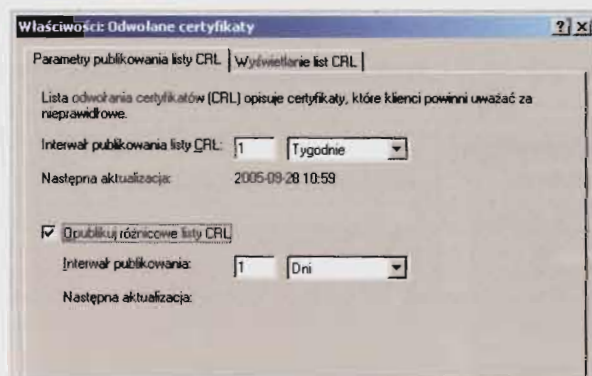 Właściwości: Odwołane certyfikaty
Parametry publikowania listy CRL
Wyświetlanie list CRL
Lista odwołania certyfikatów (CRL) opisuje certyfikaty, które klienci powinni uważać za
nieprawidłowe.
Interwał publikowania listy CRL: 1 Tygodnie
Następna aktualizacja: 2005-09-28 10:59
Opublikuj różnicowe listy CRL
Interwał publikowania: 1 Dni
Następna aktualizacja: